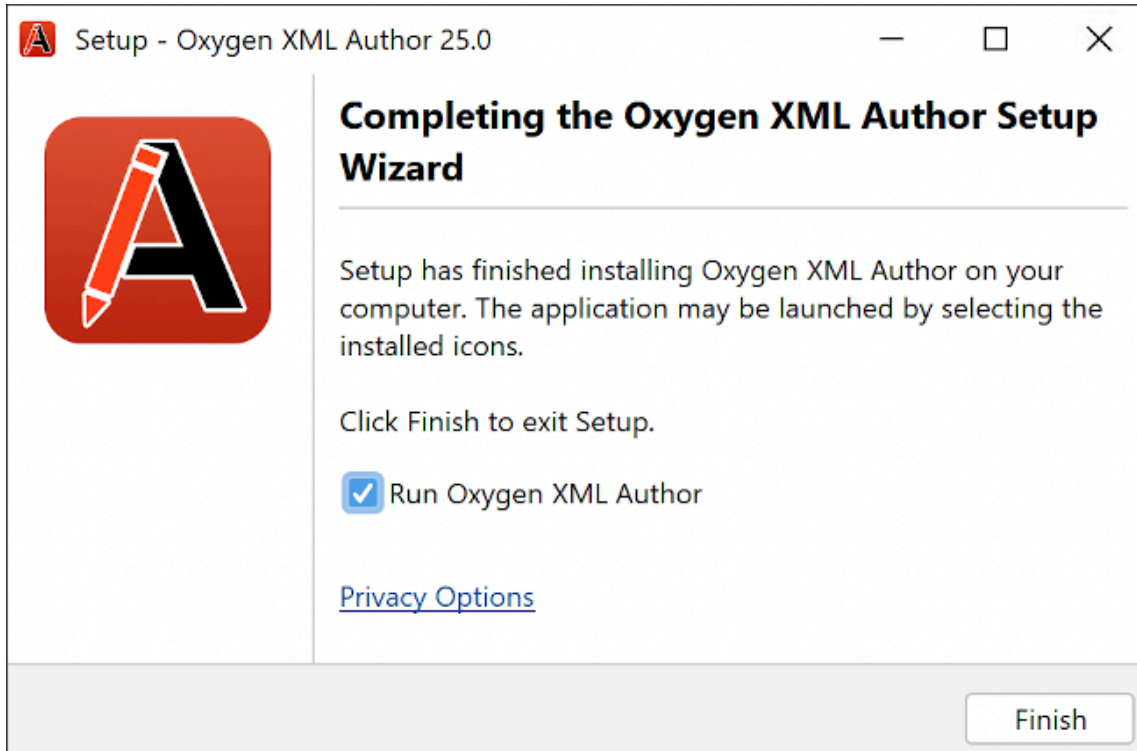 Setup - Oxygen XML Author 25.0
Completing the Oxygen XML Author Setup
Wizard
Setup has finished installing Oxygen XML Author on your
computer. The application may be launched by selecting the
installed icons.
Click Finish to exit Setup.
Run Oxygen XML Author
Privacy Options
Finish